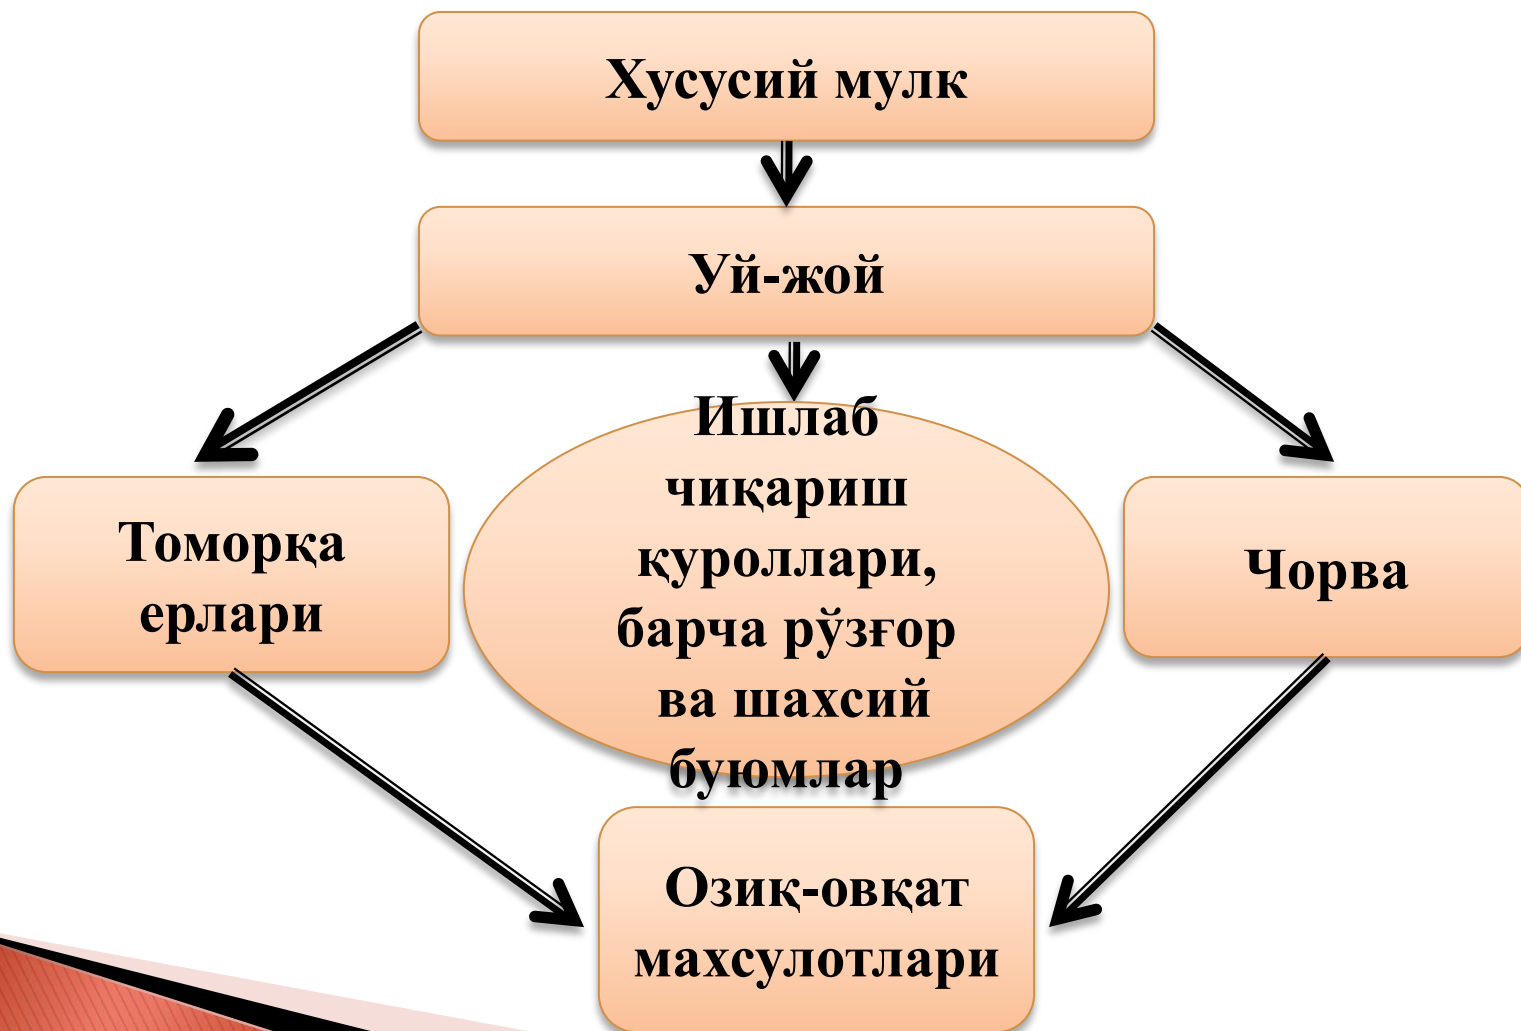 Хусусий мулк
Уй-жой
Томорқа
ерлари
Ишлаб
чиқариш
қуроллари,
барча рўзғор
ва шахсий
буюмлар
Чорва
Озиқ-овқат
махсулотлари